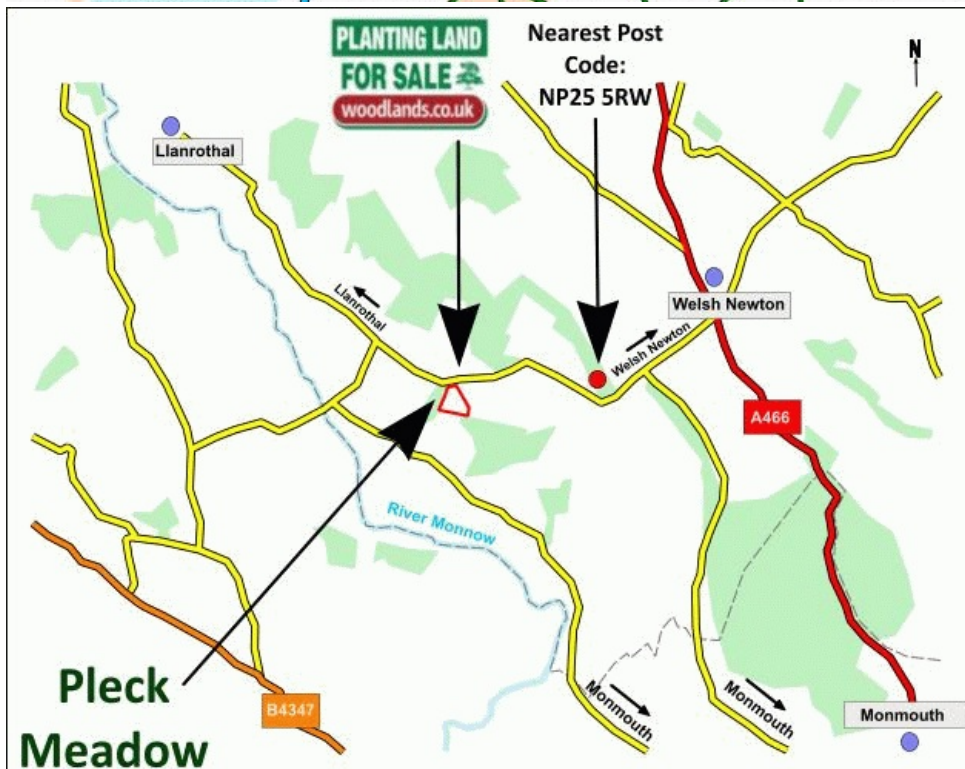 PLANTING LAND
FOR SALE
woodlands.co.uk
Nearest Post
Code:
NP25 5RW
N
Llanrothal
Llanrothal
Welsh Newton
Welsh Newton
A466
River Monnow
Pleck
Meadow
B4347
Monmouth
Monmouth
Monmouth